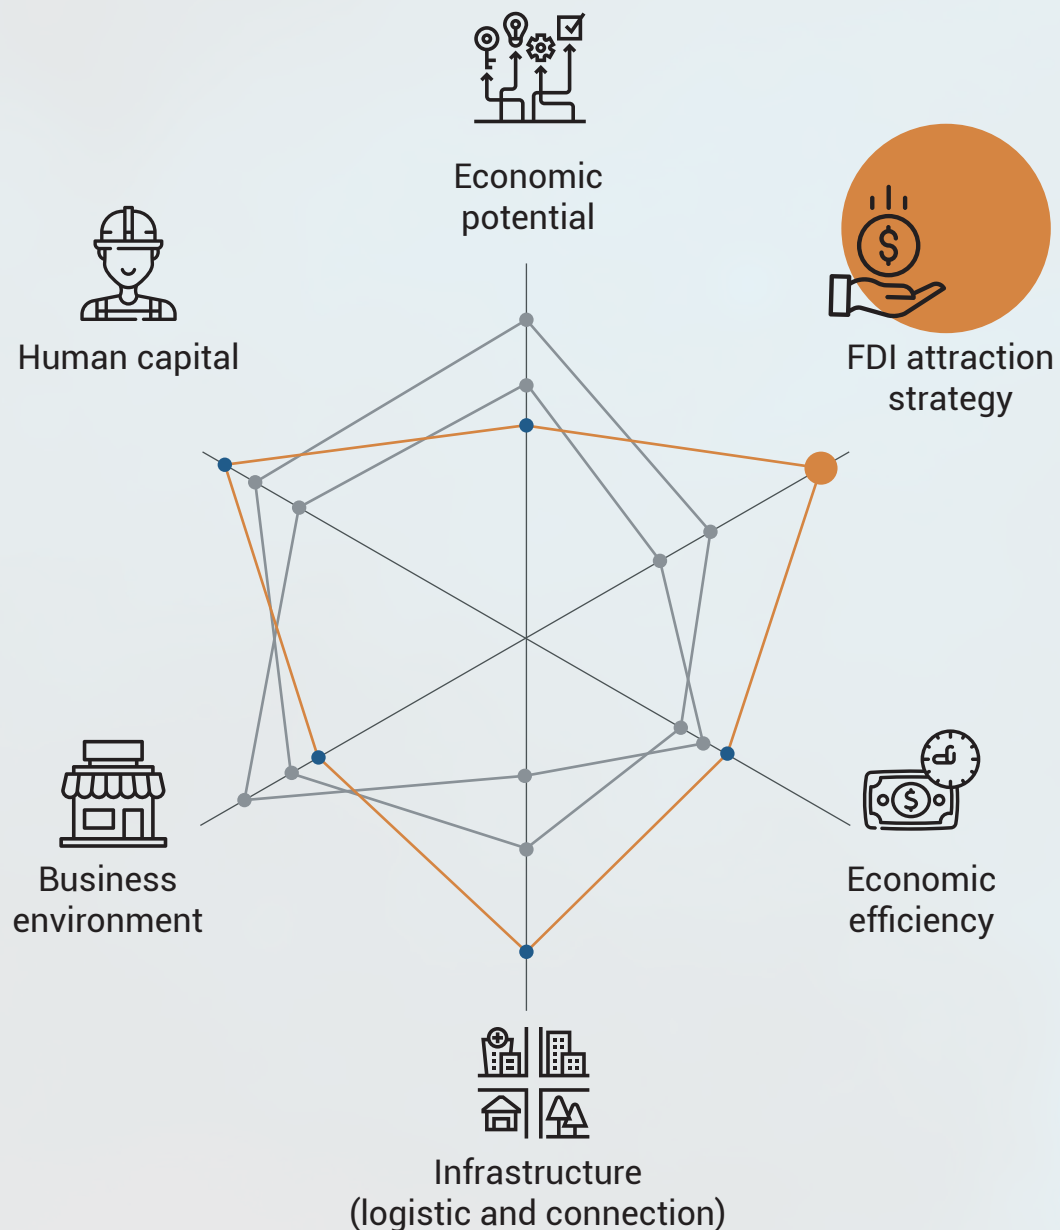 Economic
potential
Human capital
FDI attraction
strategy
Business
environment
Economic
efficiency
Infrastructure
(logistic and connection)